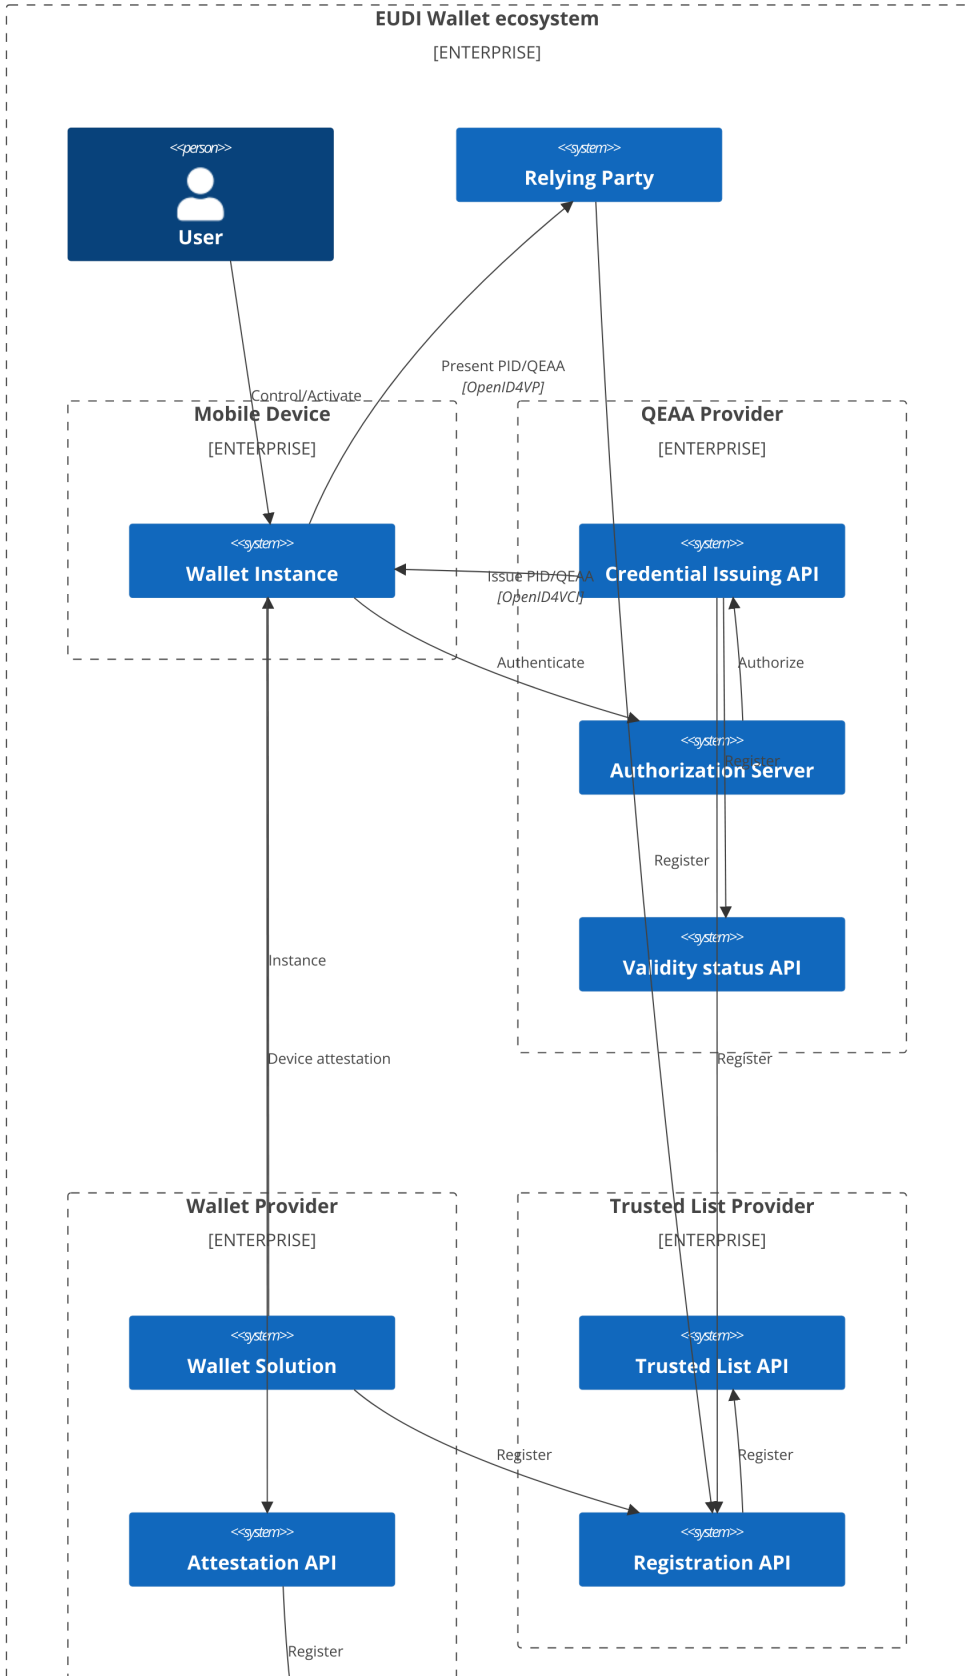 EUDI Wallet ecosystem
[ENTERPRISE]
<<person>>
User
<<system>>
Relying Party
Present PID/QEAA
[OpenID4VP]
Control/Activate
Mobile Device
[ENTERPRISE]
QEAA Provider
[ENTERPRISE]
<<system>>
Wallet Instance
Issue PID/QEAA
[OpenID4VCI]
<<system>>
Credential Issuing API
Authenticate
Authorize
<<system>>
Authorization Server
Register
Register
<<system>>
Validity status API
Instance
Device attestation
Register
Wallet Provider
[ENTERPRISE]
Trusted List Provider
[ENTERPRISE]
<<system>>
Wallet Solution
<<system>>
Trusted List API
Register
Register
<<system>>
Attestation API
<<system>>
Registration API
Register